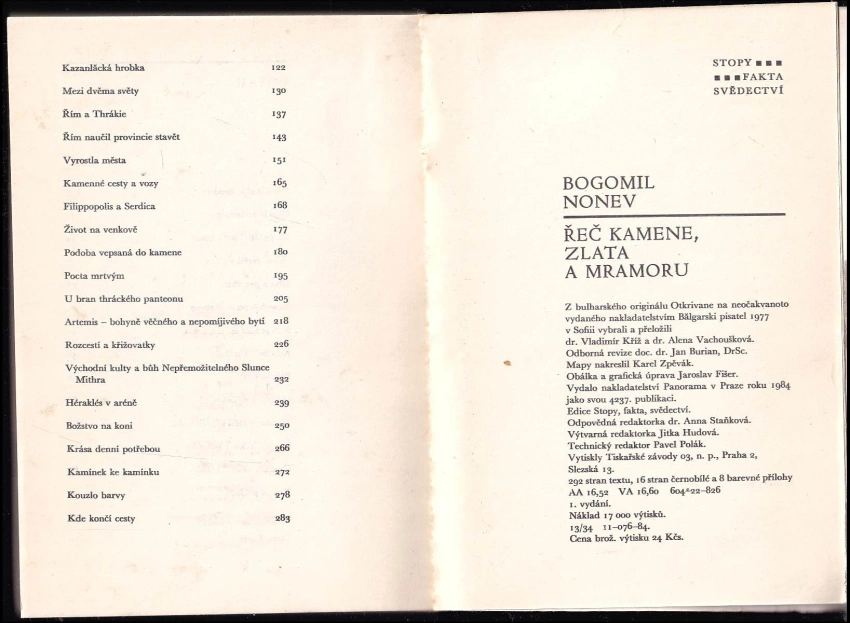 Kazanlăcká hrobka 122
Mezi dvěma světy 130
Řím a Thrákie 137
Řím naučil provincie stavět 143
Vyrostla města 151
Kamenné cesty a vozy 165
Filippopolis a Serdica 168
Život na venkově 177
Podoba vepsaná do kamene 180
Pocta mrtvým 195
U bran thráckého panteonu 205
Artemis – bohyně věčného a nepomíjivého bytí 218
Rozcestí a křižovatky 226
Východní kulty a bůh Nepřemožitelného Slunce
Mithra 232
Héraklés v aréně 239
Božstvo na koni 250
Krása denní potřebou 266
Kamínek ke kamínku 272
Kouzlo barvy 278
Kde končí cesty 283
STOPY ■ ■ ■
■ ■ ■ FAKTA
SVĚDECTVÍ
BOGOMIL
NONEV
ŘEČ KAMENE,
ZLATA
A MRAMORU
Z bulharského originálu Otkrivane na neočakvanoto
vydaného nakladatelstvím Bălgarski pisatel 1977
v Sofiii vybrali a přeložili
dr. Vladimír Kříž a dr. Alena Vachoušková.
Odborná revize doc. dr. Jan Burian, DrSc.
Mapy nakreslil Karel Zpěvák.
Obálka a grafická úprava Jaroslav Fišer.
Vydalo nakladatelství Panorama v Praze roku 1984
jako svou 4237. publikaci.
Edice Stopy, fakta, svědectví.
Odpovědná redaktorka dr. Anna Staňková.
Výtvarná redaktorka Jitka Hudová.
Technický redaktor Pavel Polák.
Vytiskly Tiskařské závody 03, n. p., Praha 2,
Slezská 13.
292 stran textu, 16 stran černobílé a 8 barevné přílohy
AA 16,52 VA 16,60 604-22-826
1. vydání.
Náklad 17 000 výtisků.
13/34 11-076-84.
Cena brož. výtisku 24 Kčs.